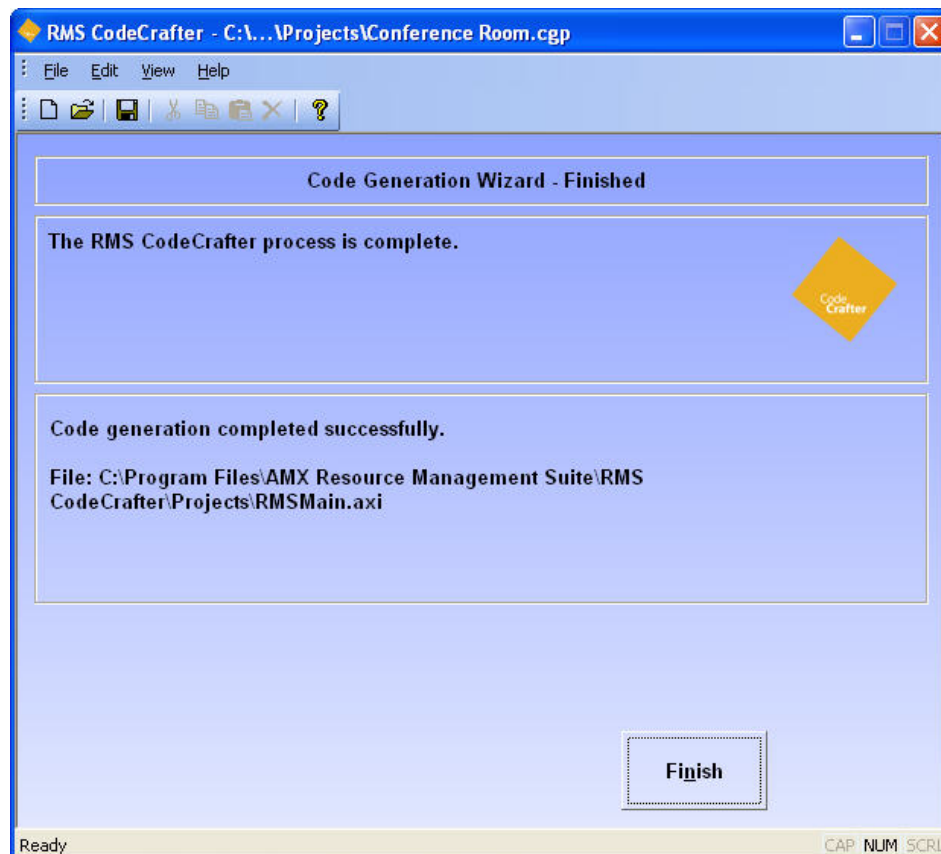 RMS CodeCrafter - C:\...\Projects\Conference Room.cgp
File Edit View Help
Code Generation Wizard - Finished
The RMS CodeCrafter process is complete.
Code
Crafter
Code generation completed successfully.
File: C:\Program Files\AMX Resource Management Suite\RMS
CodeCrafter\Projects\RMSMain.axi
Finish
Ready CAP NUM SCRL